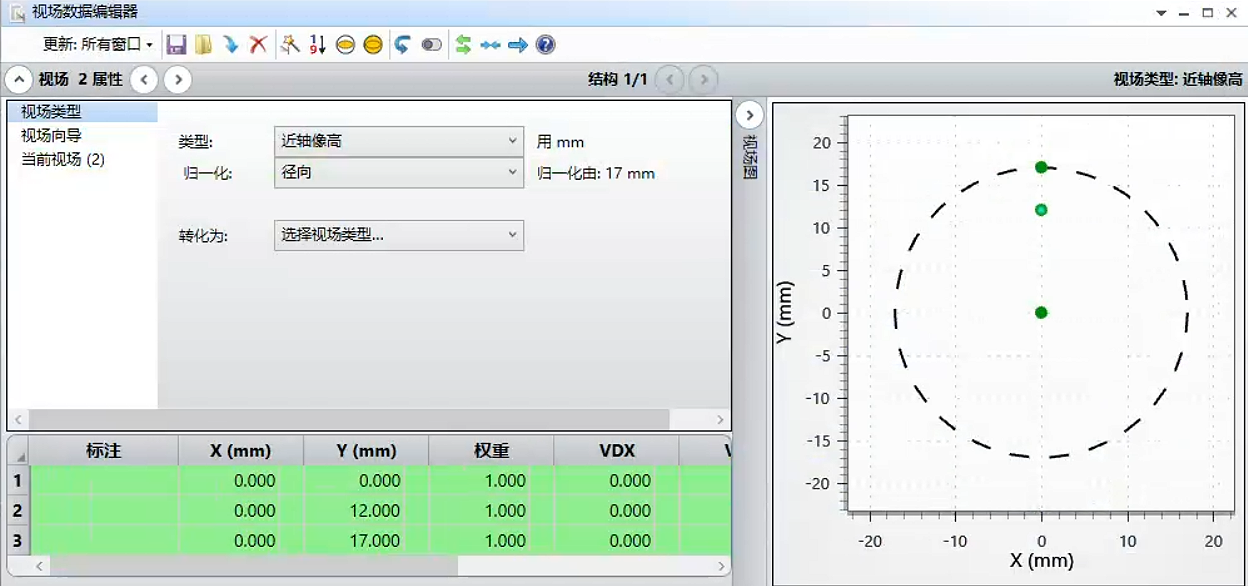 视场数据编辑器
更新: 所有窗口
视场 2 属性 结构 1/1 视场类型: 近轴像高
视场类型
视场向导
当前视场 (2)
类型: 近轴像高 用 mm
归一化: 径向 归一化由: 17 mm
转化为: 选择视场类型...
视场图
标注 X (mm) Y (mm) 权重 VDX
1 0.000 0.000 1.000 0.000
2 0.000 12.000 1.000 0.000
3 0.000 17.000 1.000 0.000
Y (mm)
20
15
10
5
0
-5
-10
-15
-20
-20 -10 0 10 20
X (mm)